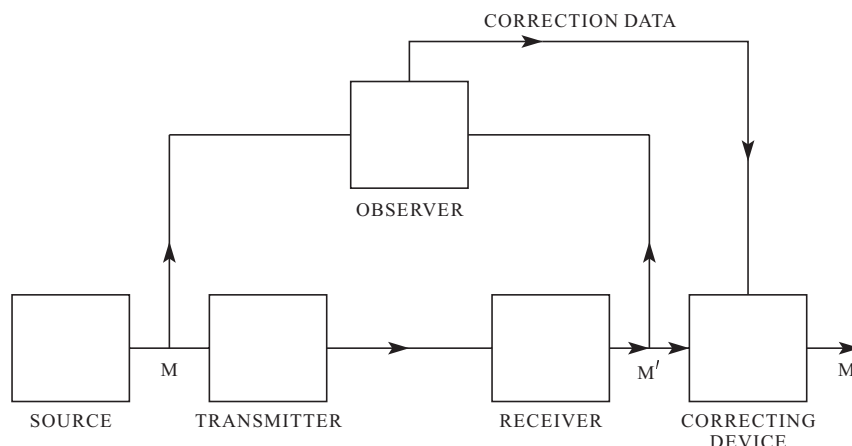 CORRECTION DATA
OBSERVER
M
M′
M
SOURCE
TRANSMITTER
RECEIVER
CORRECTING
DEVICE